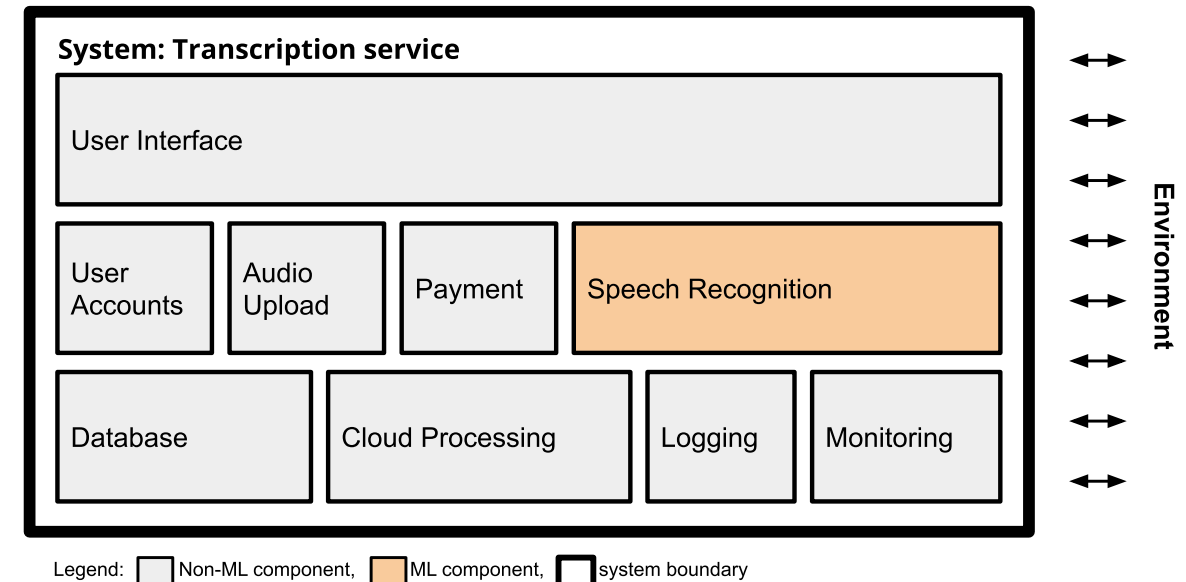 System: Transcription service
User Interface
User
Accounts
Audio
Upload
Payment
Speech Recognition
Database
Cloud Processing
Logging
Monitoring
Environment
Legend: Non-ML component, ML component, system boundary